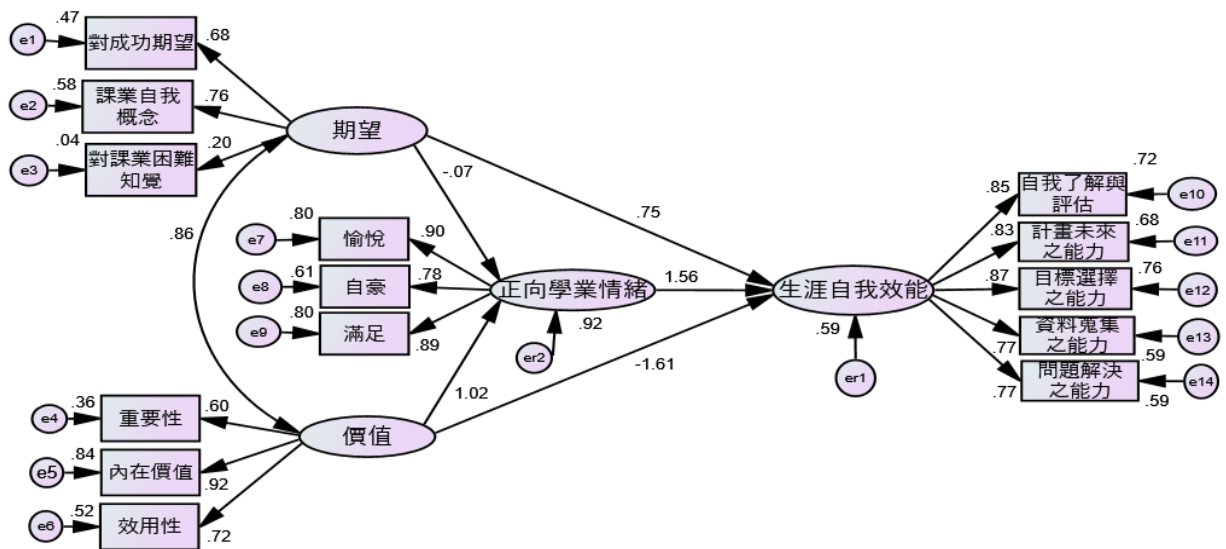 .47
e1
對成功期望
.68
.58
e2
課業自我
概念
.76
.04
e3
對課業困難
知覺
.20
期望
-.07
.75
.86
.80
e7
愉悅
.90
.61
e8
自豪
.78
.80
e9
滿足
.89
正向學業情緒
.92
er2
1.56
生涯自我效能
.59
er1
-1.61
1.02
.36
e4
重要性
.60
.84
e5
內在價值
.92
.52
e6
效用性
.72
價值
.72
.85
自我了解與
評估
e10
.68
.83
計畫未來
之能力
e11
.76
.87
目標選擇
之能力
e12
.77
資料蒐集
之能力
e13
.59
.77
問題解決
之能力
e14
.59